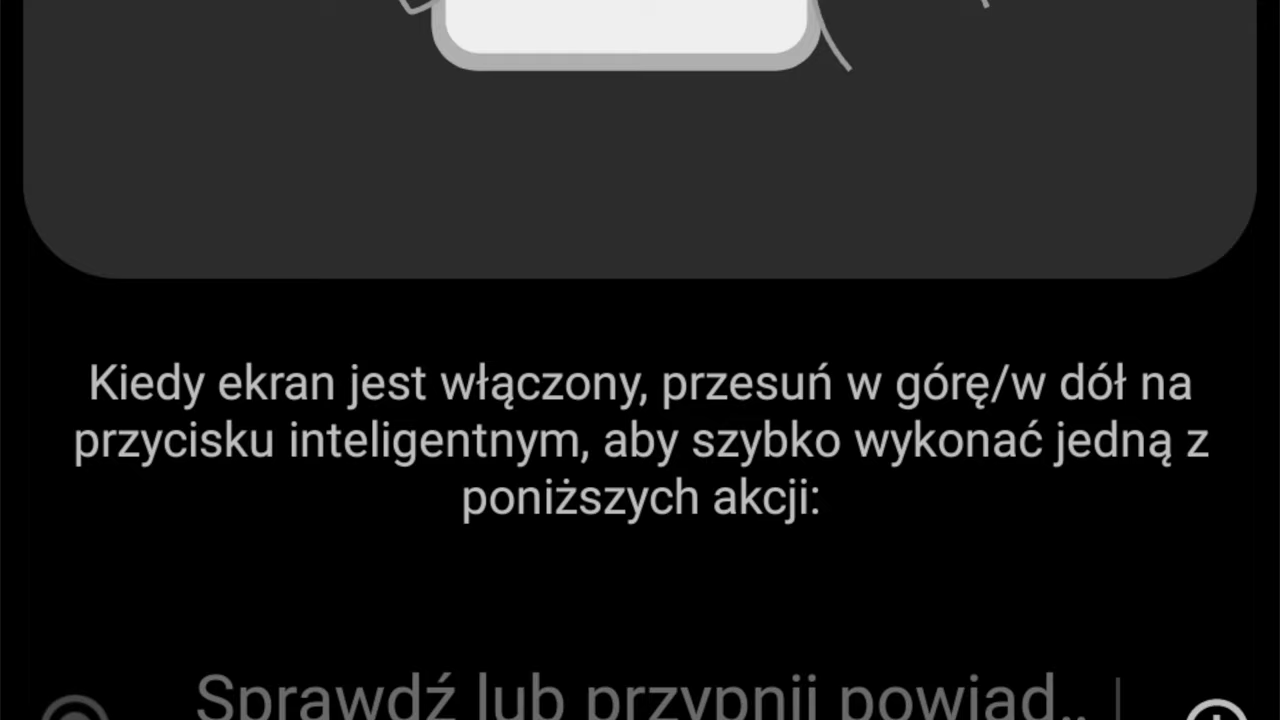 Kiedy ekran jest włączony, przesuń w górę/w dół na
przycisku inteligentnym, aby szybko wykonać jedną z
poniższych akcji:
Sprawdź lub przypnij powiad..